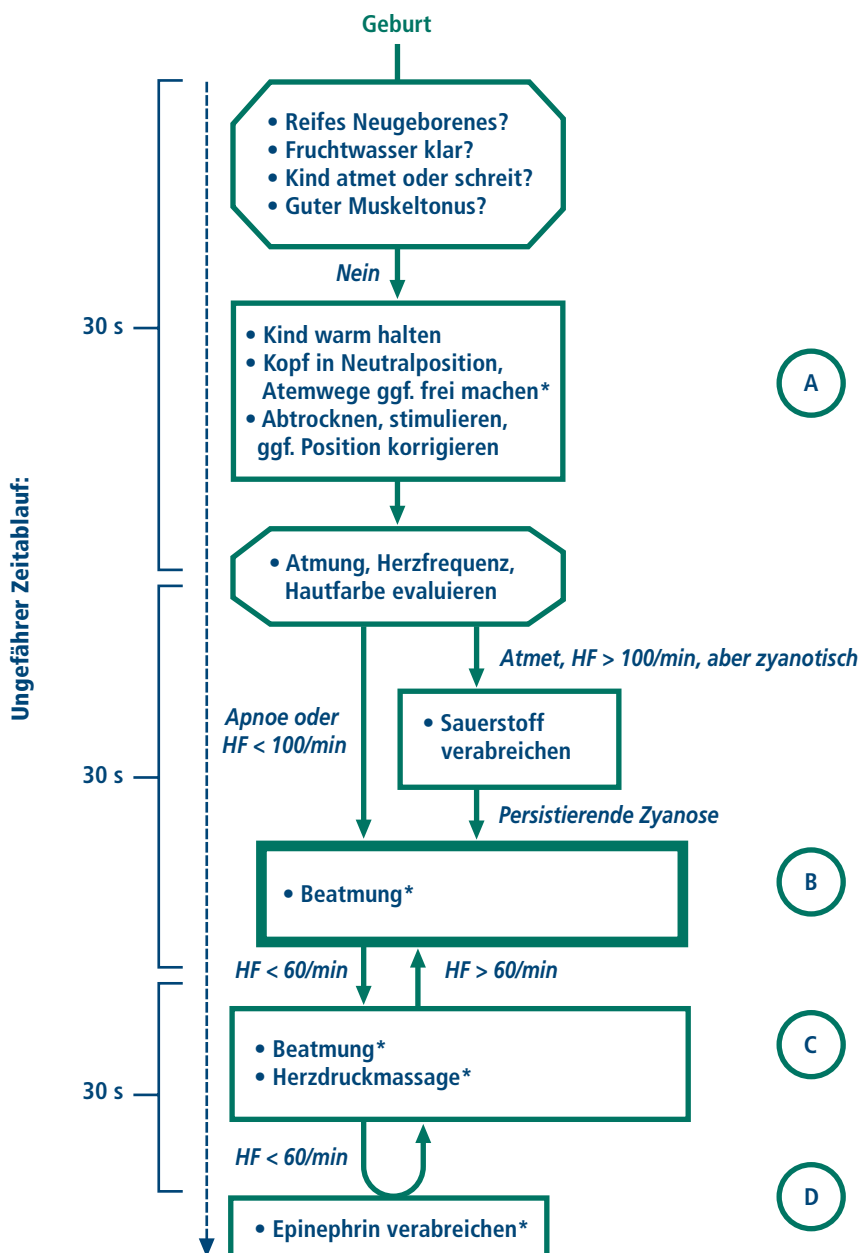 Geburt
• Reifes Neugeborenes?
• Fruchtwasser klar?
• Kind atmet oder schreit?
• Guter Muskeltonus?
Nein
30 s
• Kind warm halten
• Kopf in Neutralposition,
Atemwege ggf. frei machen*
• Abtrocknen, stimulieren,
ggf. Position korrigieren
A
Ungefährer Zeitablauf:
• Atmung, Herzfrequenz,
Hautfarbe evaluieren
Atmet, HF > 100/min, aber zyanotisch
Apnoe oder
HF < 100/min
• Sauerstoff
verabreichen
30 s
Persistierende Zyanose
• Beatmung*
B
HF < 60/min
HF > 60/min
• Beatmung*
• Herzdruckmassage*
C
30 s
HF < 60/min
D
• Epinephrin verabreichen*